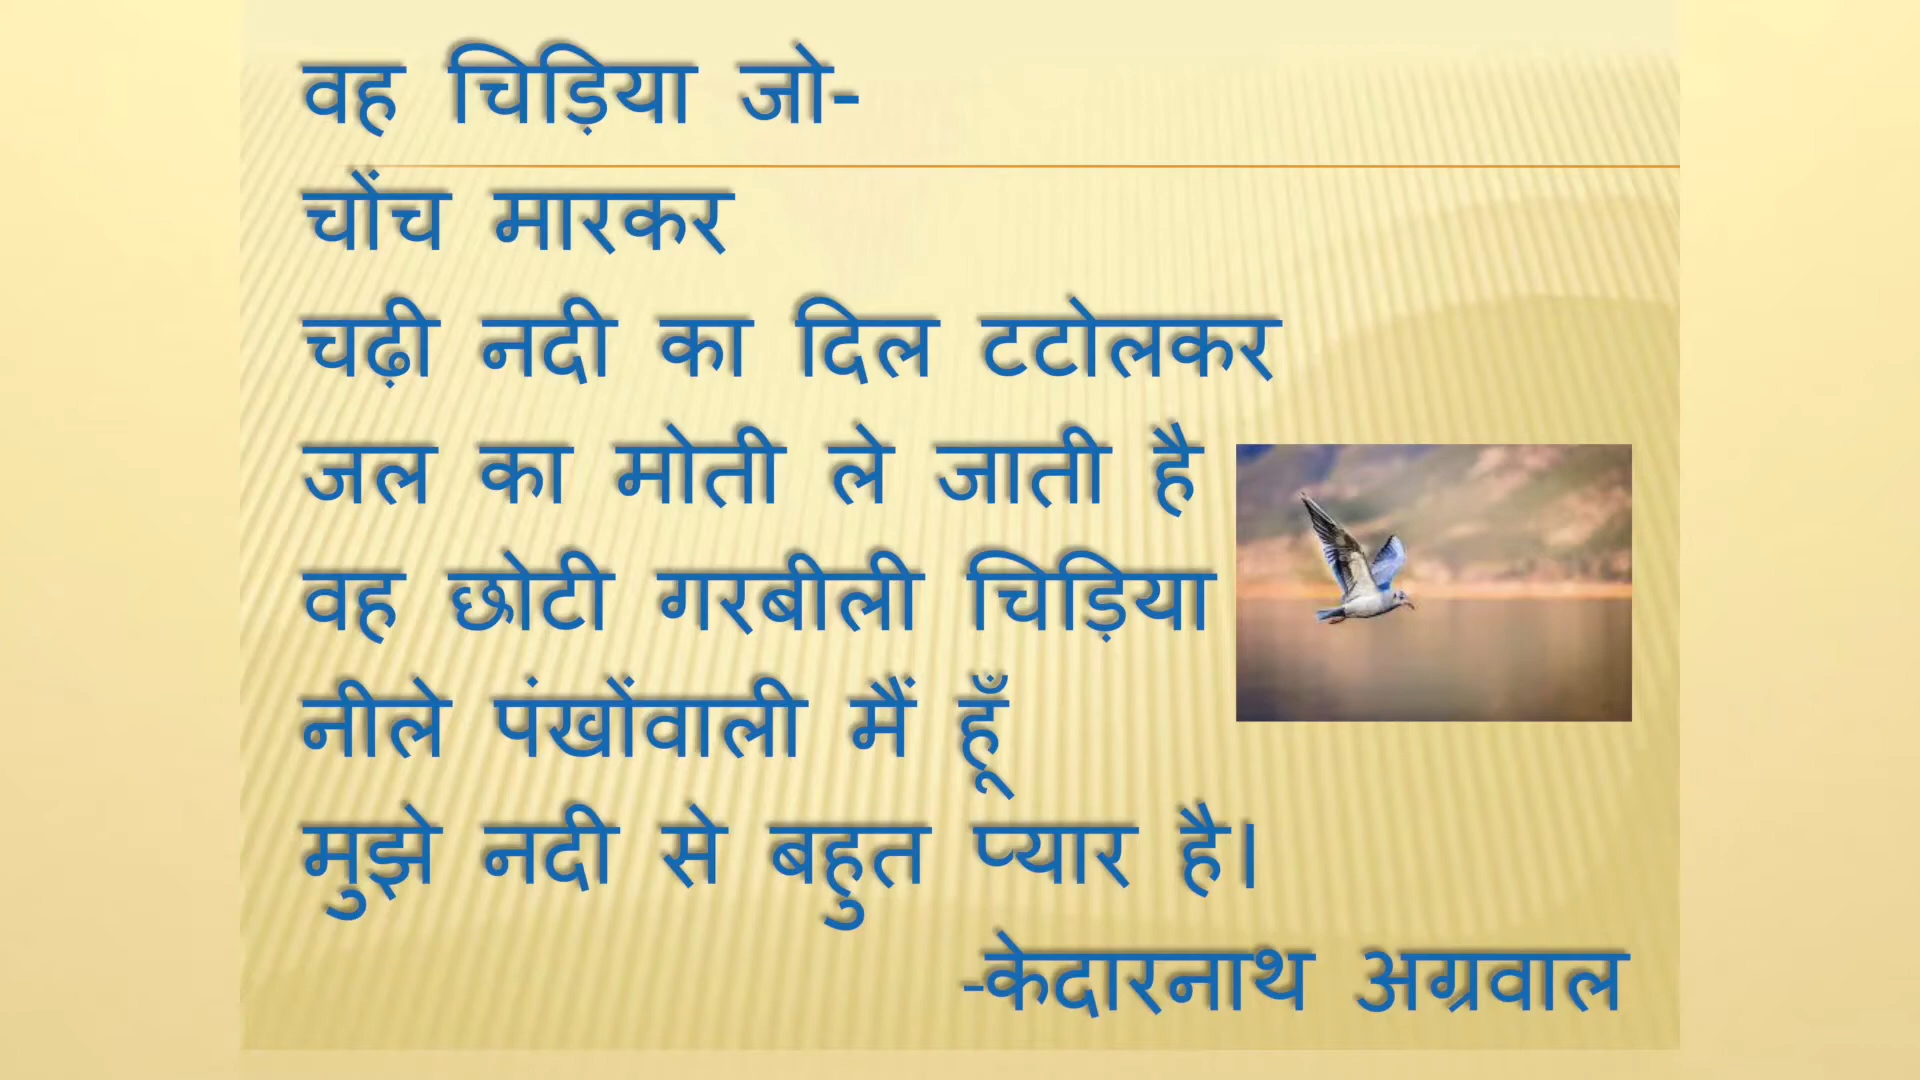 वह चिड़िया जो-
चोंच मारकर
चढ़ी नदी का दिल टटोलकर
जल का मोती ले जाती है
वह छोटी गरबीली चिड़िया
नीले पंखोंवाली मैं हूँ
मुझे नदी से बहुत प्यार है।
-केदारनाथ अग्रवाल